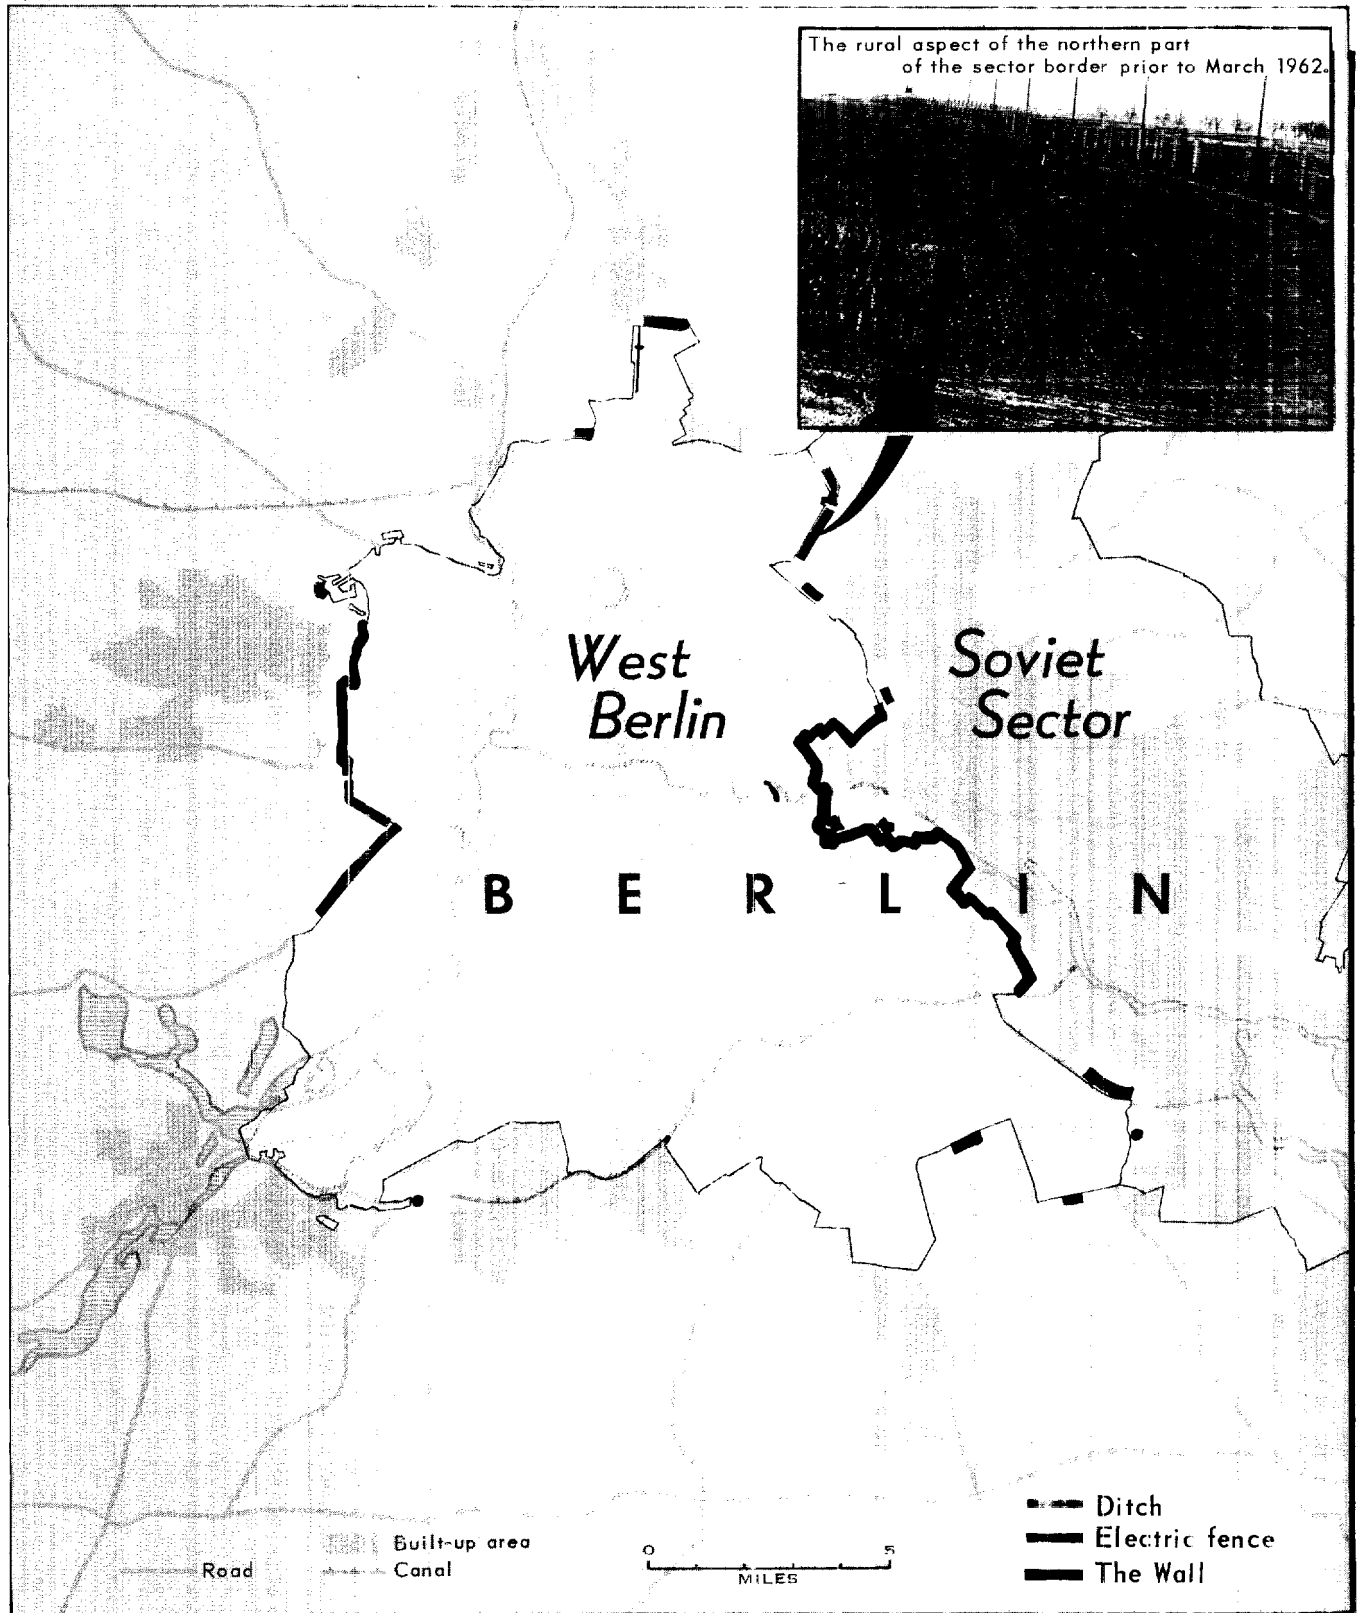 The rural aspect of the northern part
of the sector border prior to March 1962.
West
Berlin
Soviet
Sector
B E R L I N
Ditch
Electric fence
The Wall
Built-up area
Road
Canal
0 5
MILES